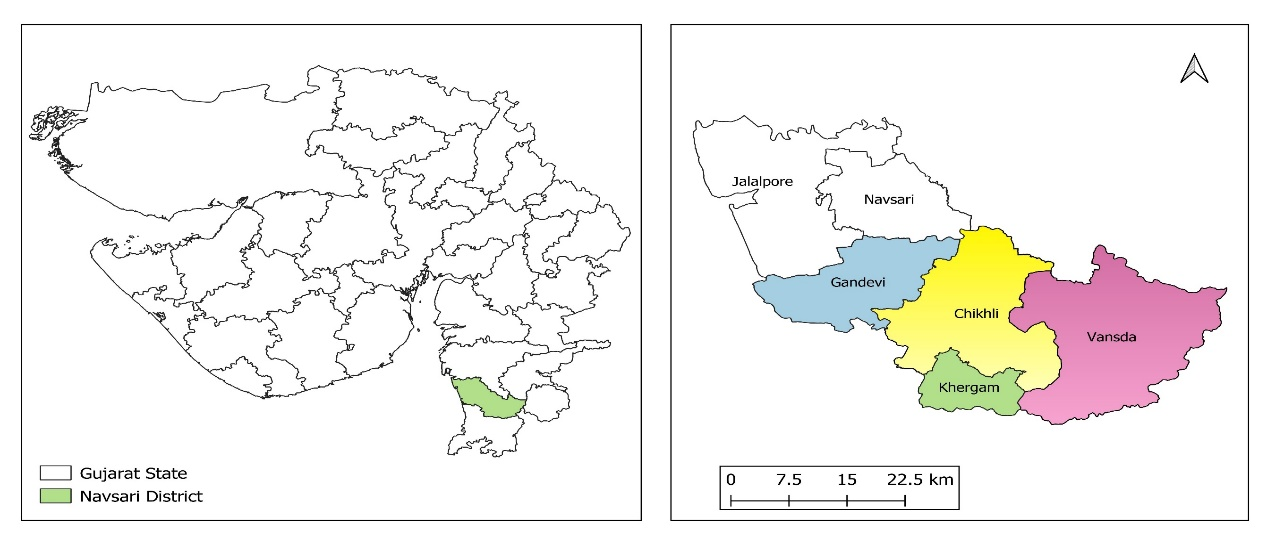 Gujarat State
Navsari District
Jalalpore
Navsari
Gandevi
Chikhli
Vansda
Khergam
0 7.5 15 22.5 km